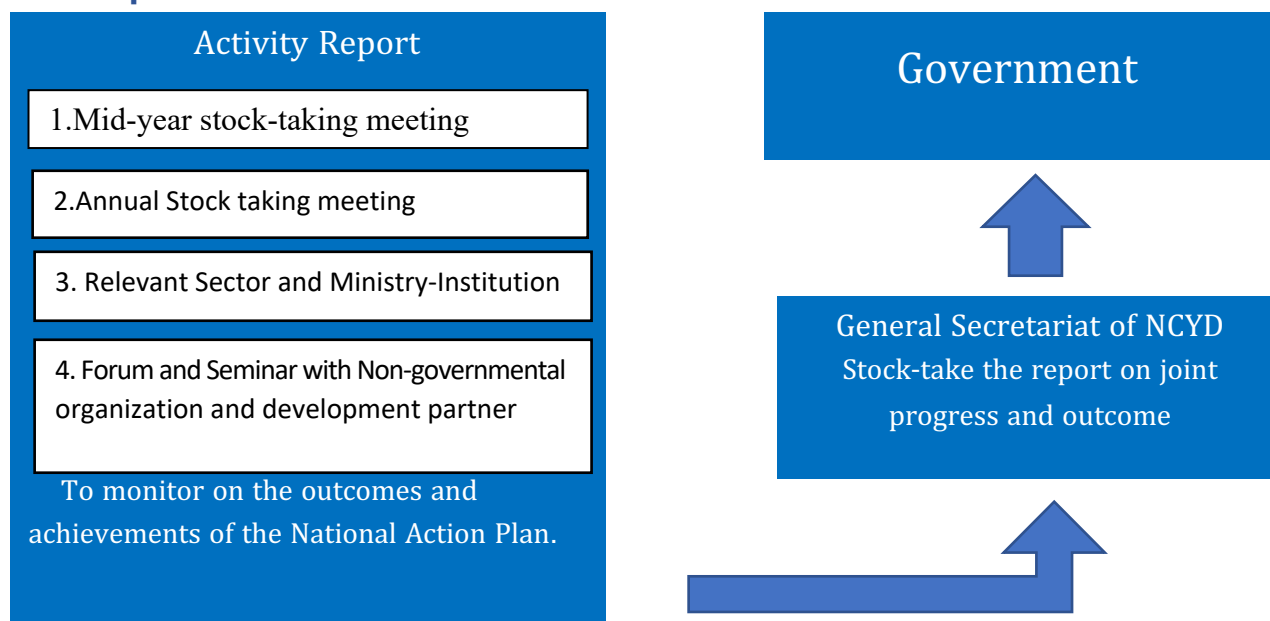 Activity Report
1.Mid-year stock-taking meeting
2.Annual Stock taking meeting
3. Relevant Sector and Ministry-Institution
4. Forum and Seminar with Non-governmental
organization and development partner
To monitor on the outcomes and
achievements of the National Action Plan.
Government
General Secretariat of NCYD
Stock-take the report on joint
progress and outcome